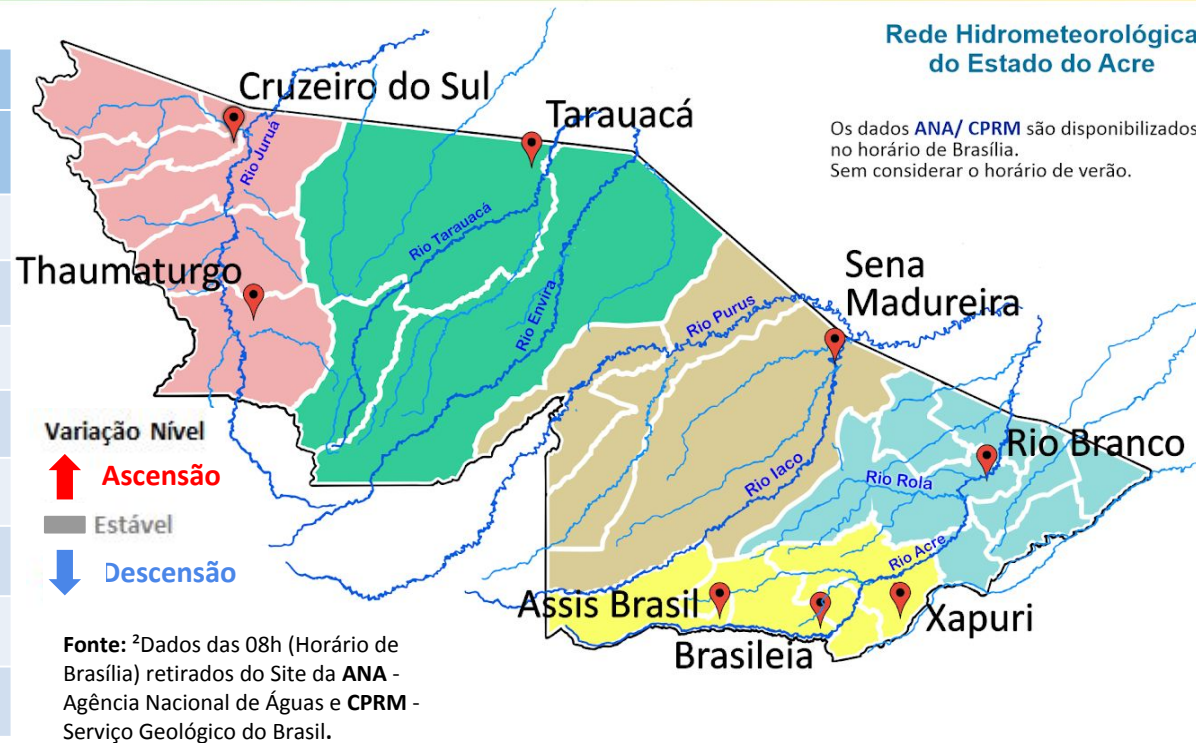 Rede Hidrometeorológica
do Estado do Acre
Os dados ANA/ CPRM são disponibilizados
no horário de Brasília.
Sem considerar o horário de verão.
Cruzeiro do Sul
Tarauacá
Rio Juruá
Rio Tarauacá
Thaumaturgo
Rio Envira
Sena
Madureira
Rio Purus
Variação Nível
Ascensão
Estável
Descensão
Rio Branco
Rio Iaco
Rio Rola
Rio Acre
Assis Brasil
Xapuri
Brasileia
Fonte: ²Dados das 08h (Horário de
Brasília) retirados do Site da ANA -
Agência Nacional de Águas e CPRM -
Serviço Geológico do Brasil.